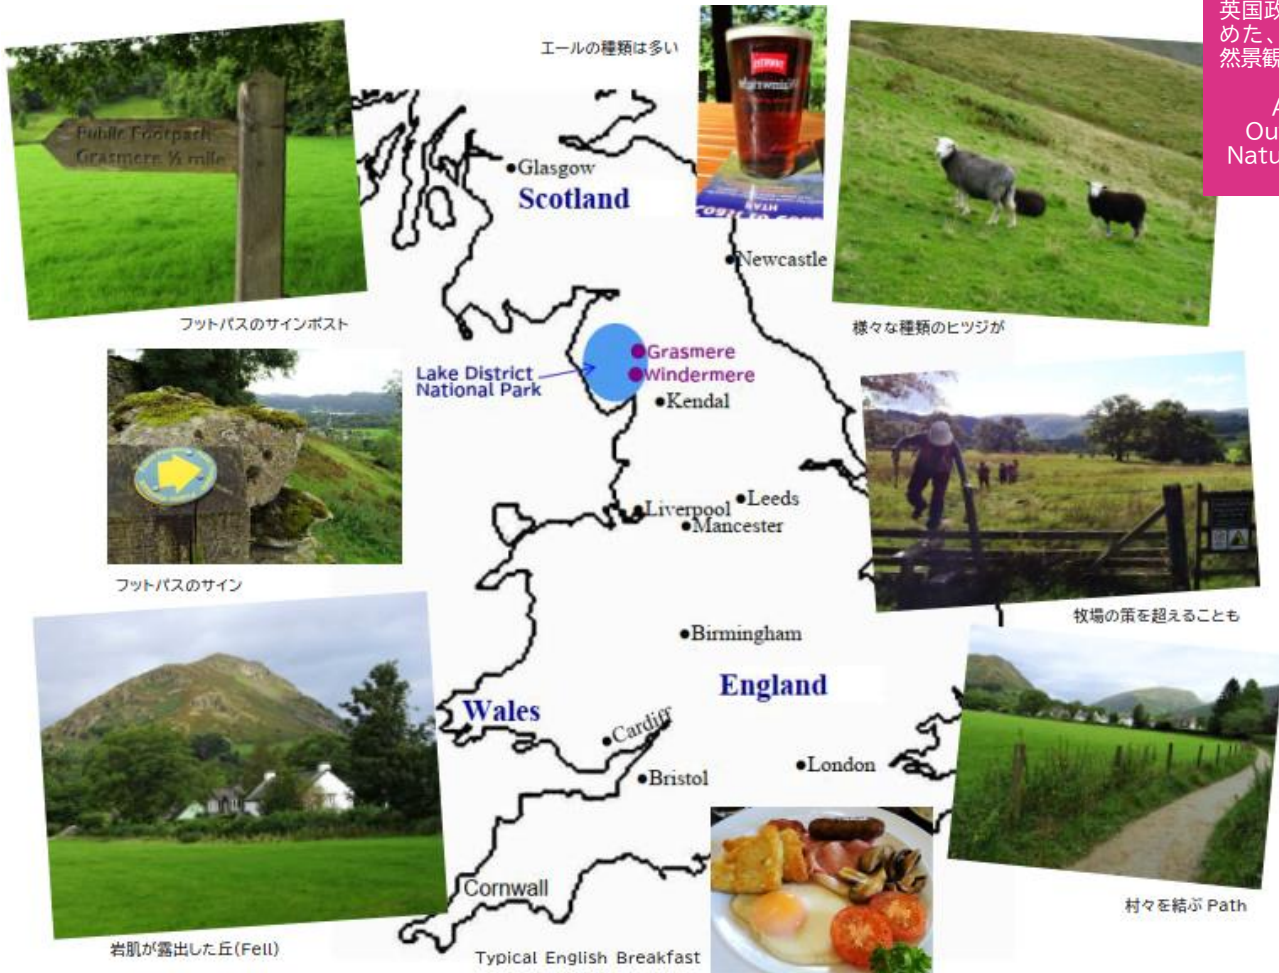 英国政
めた、
然景観
A
Ou
Natu
エールの種類は多い
Public Footpath
Grasmere ½ mile
フットパスのサインポスト
Glasgow
Scotland
Newcastle
様々な種類のヒツジが
Lake District
National Park
Grasmere
Windermere
Kendal
フットパスのサイン
Leeds
Liverpool
Mancester
牧場の策を超えることも
Birmingham
England
Wales
Cardiff
London
Bristol
村々を結ぶ Path
Cornwall
岩肌が露出した丘(Fell)
Typical English Breakfast